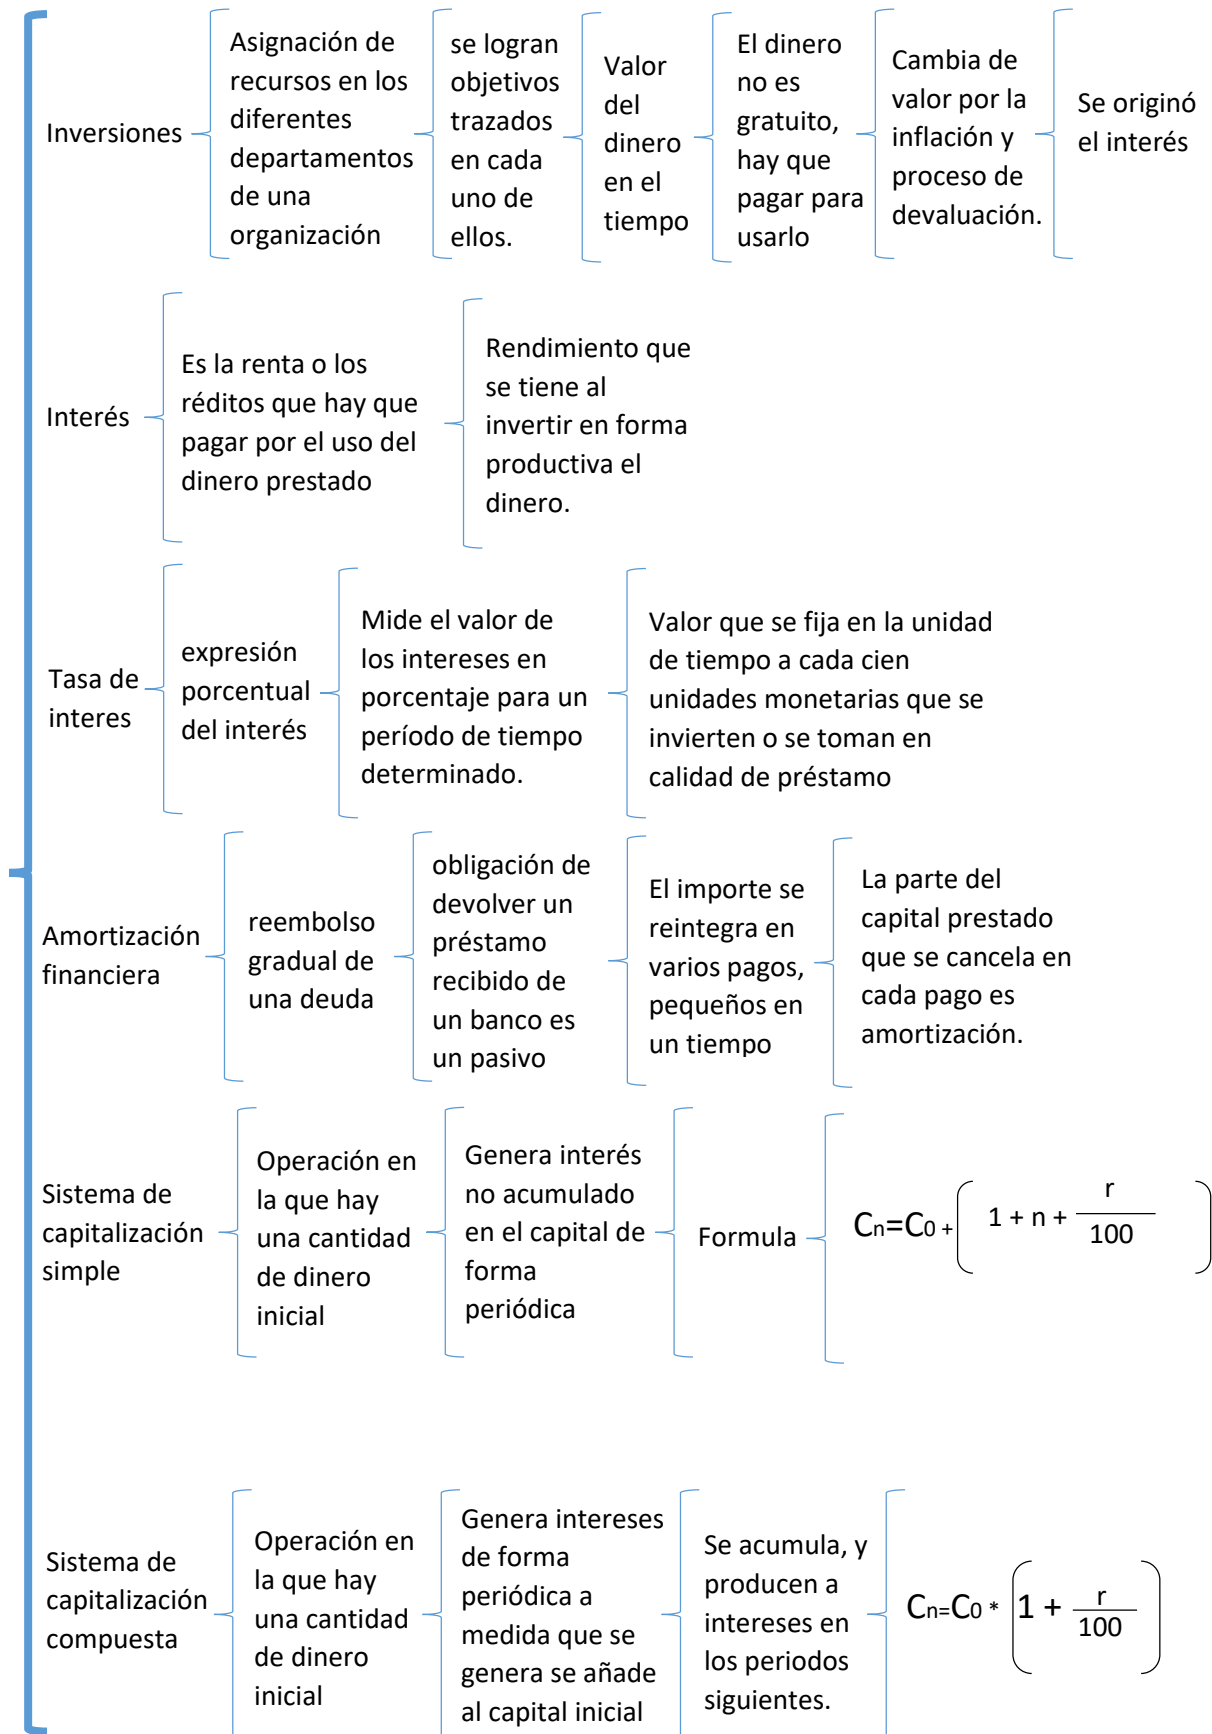 Inversiones
Asignación de
recursos en los
diferentes
departamentos
de una
organización
se logran
objetivos
trazados
en cada
uno de
ellos.
Valor
del
dinero
en el
tiempo
El dinero
no es
gratuito,
hay que
pagar para
usarlo
Cambia de
valor por la
inflación y
proceso de
devaluación.
Se originó
el interés
Interés
Es la renta o los
réditos que hay que
pagar por el uso del
dinero prestado
Rendimiento que
se tiene al
invertir en forma
productiva el
dinero.
Tasa de
interes
expresión
porcentual
del interés
Mide el valor de
los intereses en
porcentaje para un
período de tiempo
determinado.
Valor que se fija en la unidad
de tiempo a cada cien
unidades monetarias que se
invierten o se toman en
calidad de préstamo
Amortización
financiera
reembolso
gradual de
una deuda
obligación de
devolver un
préstamo
recibido de
un banco es
un pasivo
El importe se
reintegra en
varios pagos,
pequeños en
un tiempo
La parte del
capital prestado
que se cancela en
cada pago es
amortización.
Sistema de
capitalización
simple
Operación en
la que hay
una cantidad
de dinero
inicial
Genera interés
no acumulado
en el capital de
forma
periódica
Formula
Cn=C0 + ( 1 + n + r/100 )
Sistema de
capitalización
compuesta
Operación en
la que hay
una cantidad
de dinero
inicial
Genera intereses
de forma
periódica a
medida que se
genera se añade
al capital inicial
Se acumula, y
producen a
intereses en
los periodos
siguientes.
Cn=C0 * ( 1 + r/100 )